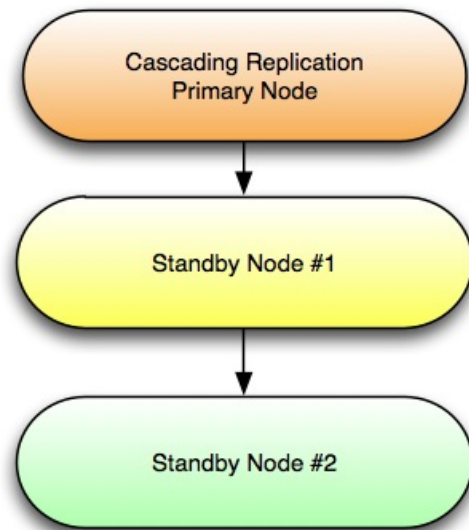 Cascading Replication
Primary Node
Standby Node #1
Standby Node #2